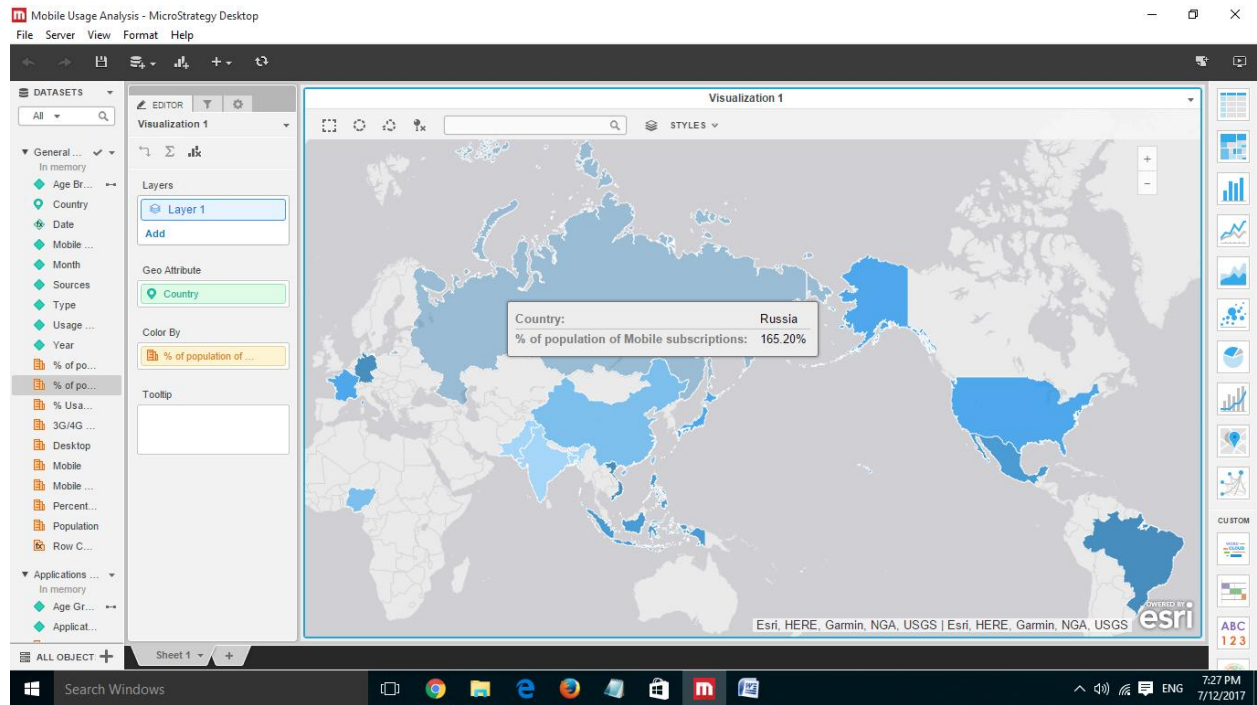 Mobile Usage Analysis - MicroStrategy Desktop
File Server View Format Help
DATASETS
All
General ...
In memory
Age Br...
Country
Date
Mobile ...
Month
Sources
Type
Usage ...
Year
% of po...
% of po...
% Usa...
3G/4G ...
Desktop
Mobile
Mobile ...
Percent...
Population
Row C...
Applications ...
In memory
Age Gr...
Applicat...
ALL OBJECT
EDITOR
Visualization 1
Layers
Layer 1
Add
Geo Attribute
Country
Color By
% of population of ...
Tooltip
Visualization 1
STYLES
+
-
Country: Russia
% of population of Mobile subscriptions: 165.20%
Esri, HERE, Garmin, NGA, USGS | Esri, HERE, Garmin, NGA, USGS
POWERED BY
esri
CUSTOM
ABC
123
Sheet 1
+
Search Windows
ENG
7:27 PM
7/12/2017